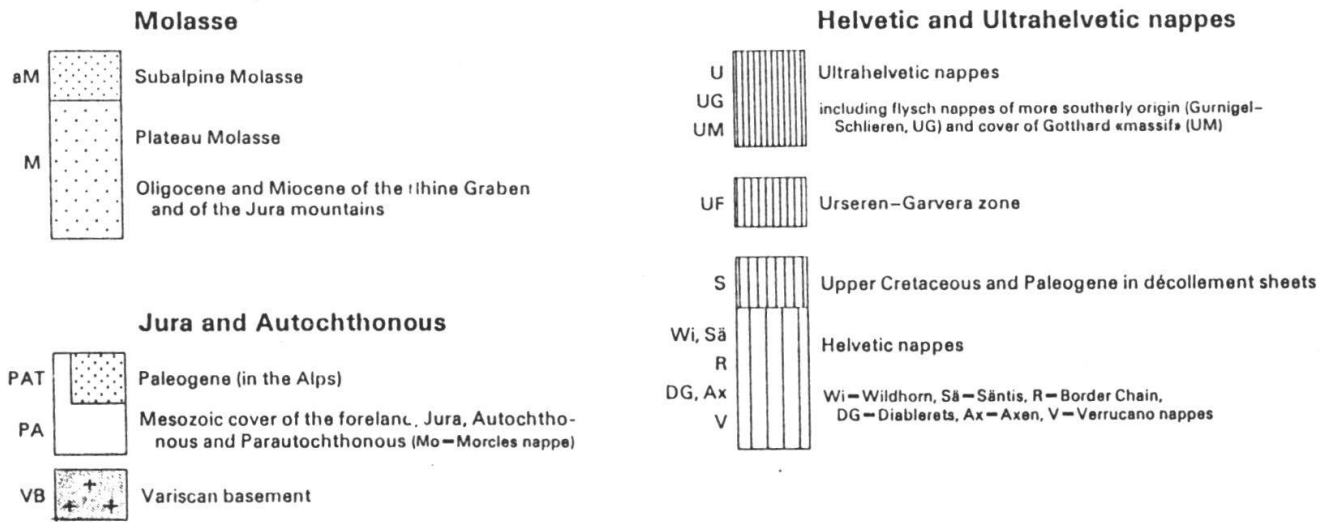 Molasse
aM
Subalpine Molasse
M
Plateau Molasse
Oligocene and Miocene of the Rhine Graben
and of the Jura mountains
Jura and Autochthonous
PAT
Paleogene (in the Alps)
PA
Mesozoic cover of the foreland, Jura, Autochtho-
nous and Parautochthonous (Mo–Morcles nappe)
VB
Variscan basement
Helvetic and Ultrahelvetic nappes
U
Ultrahelvetic nappes
UG
including flysch nappes of more southerly origin (Gurnigel–
UM
Schlieren, UG) and cover of Gotthard «massif» (UM)
UF
Urseren–Garvera zone
S
Upper Cretaceous and Paleogene in décollement sheets
Wi, Sä
Helvetic nappes
R
DG, Ax
Wi–Wildhorn, Sä–Säntis, R–Border Chain,
V
DG–Diablerets, Ax–Axen, V–Verrucano nappes